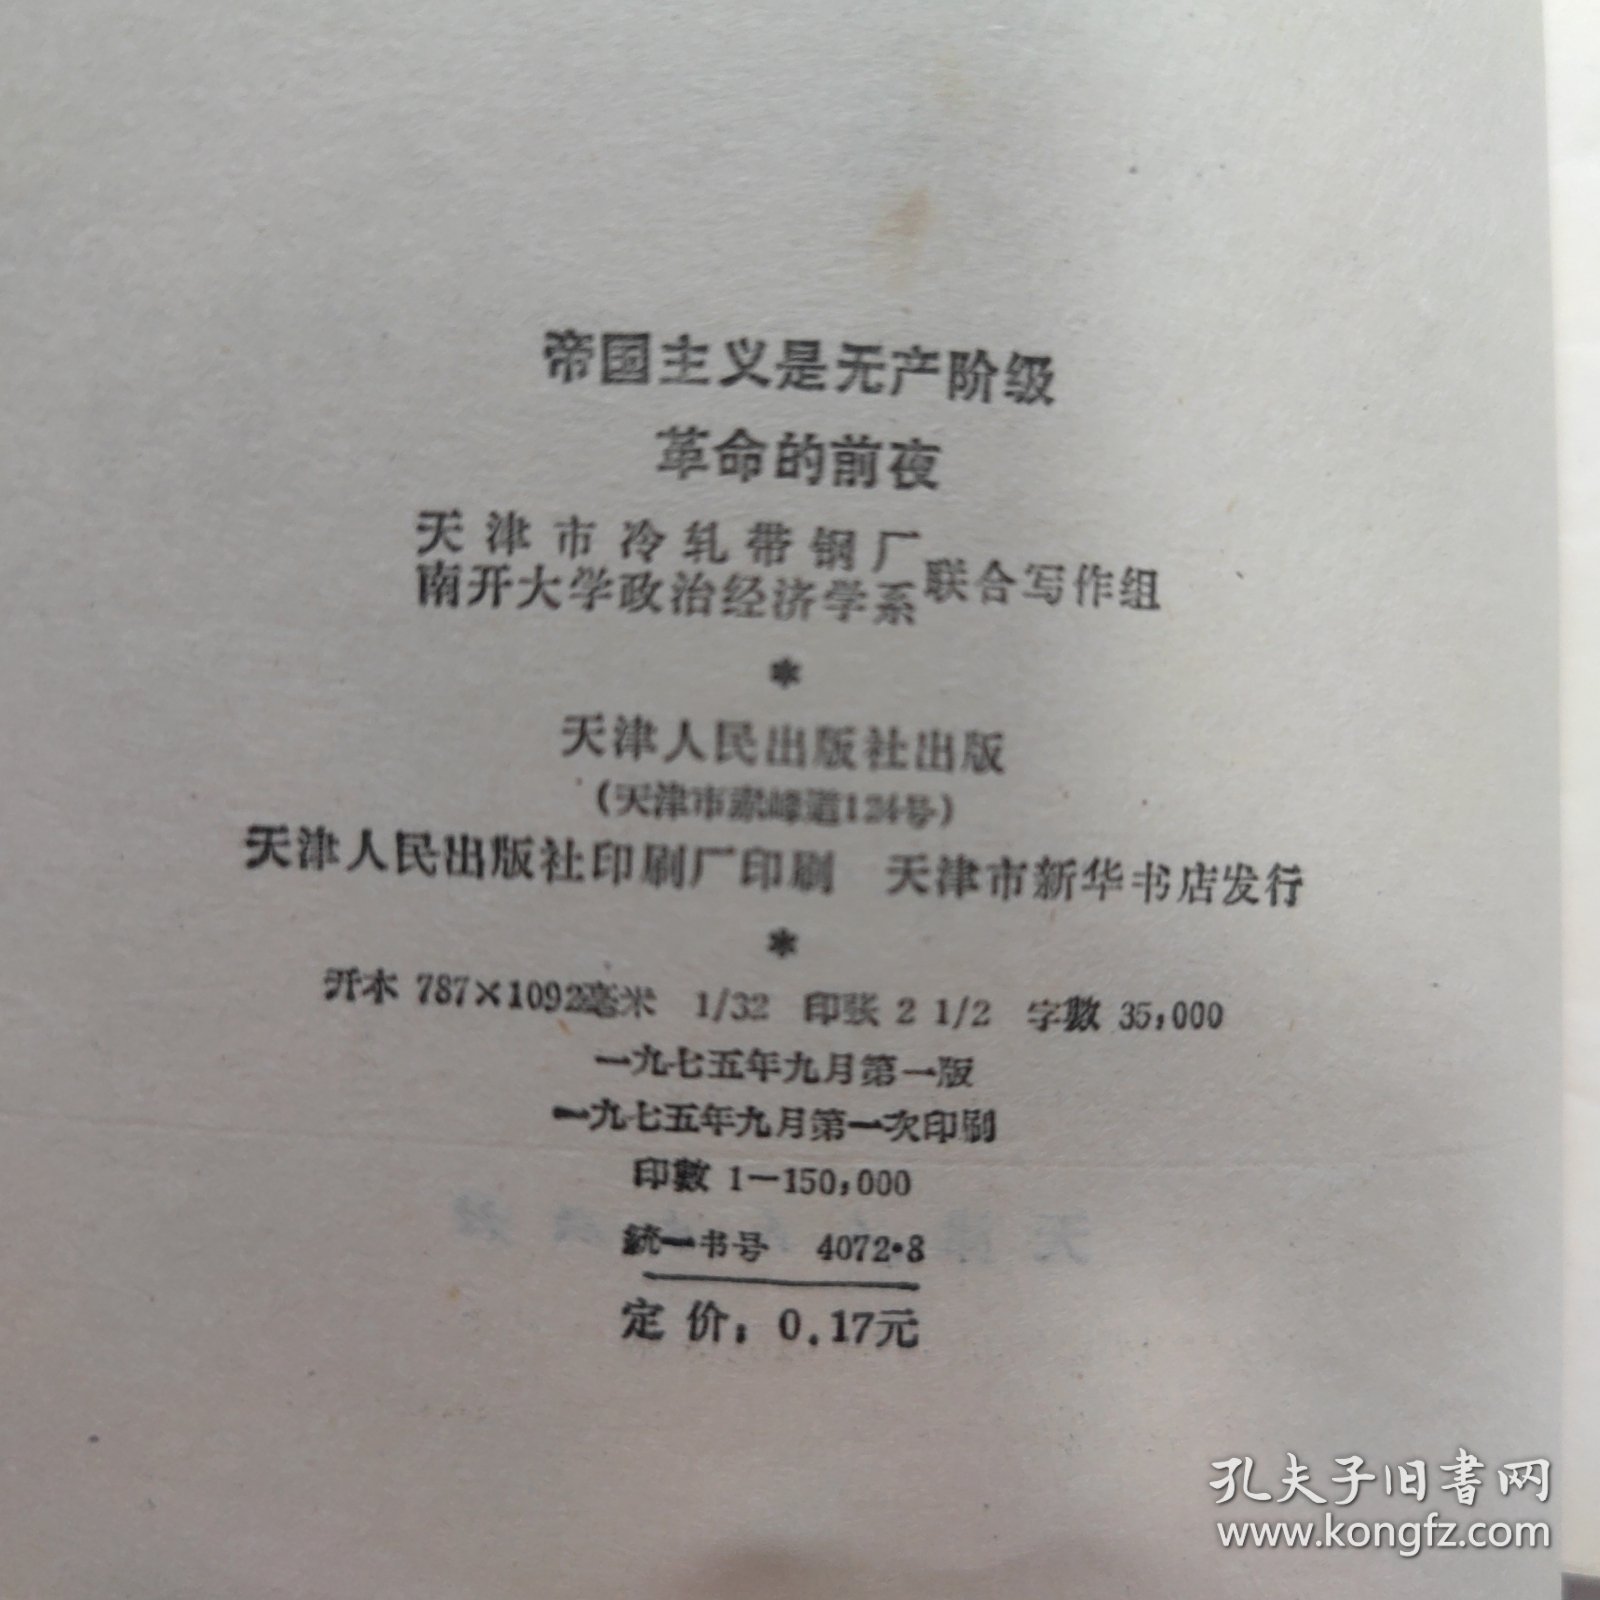 帝国主义是无产阶级
革命的前夜
天津市冷轧带钢厂
南开大学政治经济学系
联合写作组
*
天津人民出版社出版
(天津市赤峰道124号)
天津人民出版社印刷厂印刷 天津市新华书店发行
*
开本 787×1092毫米 1/32 印张 2 1/2 字数 35,000
一九七五年九月第一版
一九七五年九月第一次印刷
印数 1—150,000
统一书号 4072·8
定价：0.17元
孔夫子旧书网
www.kongfz.com